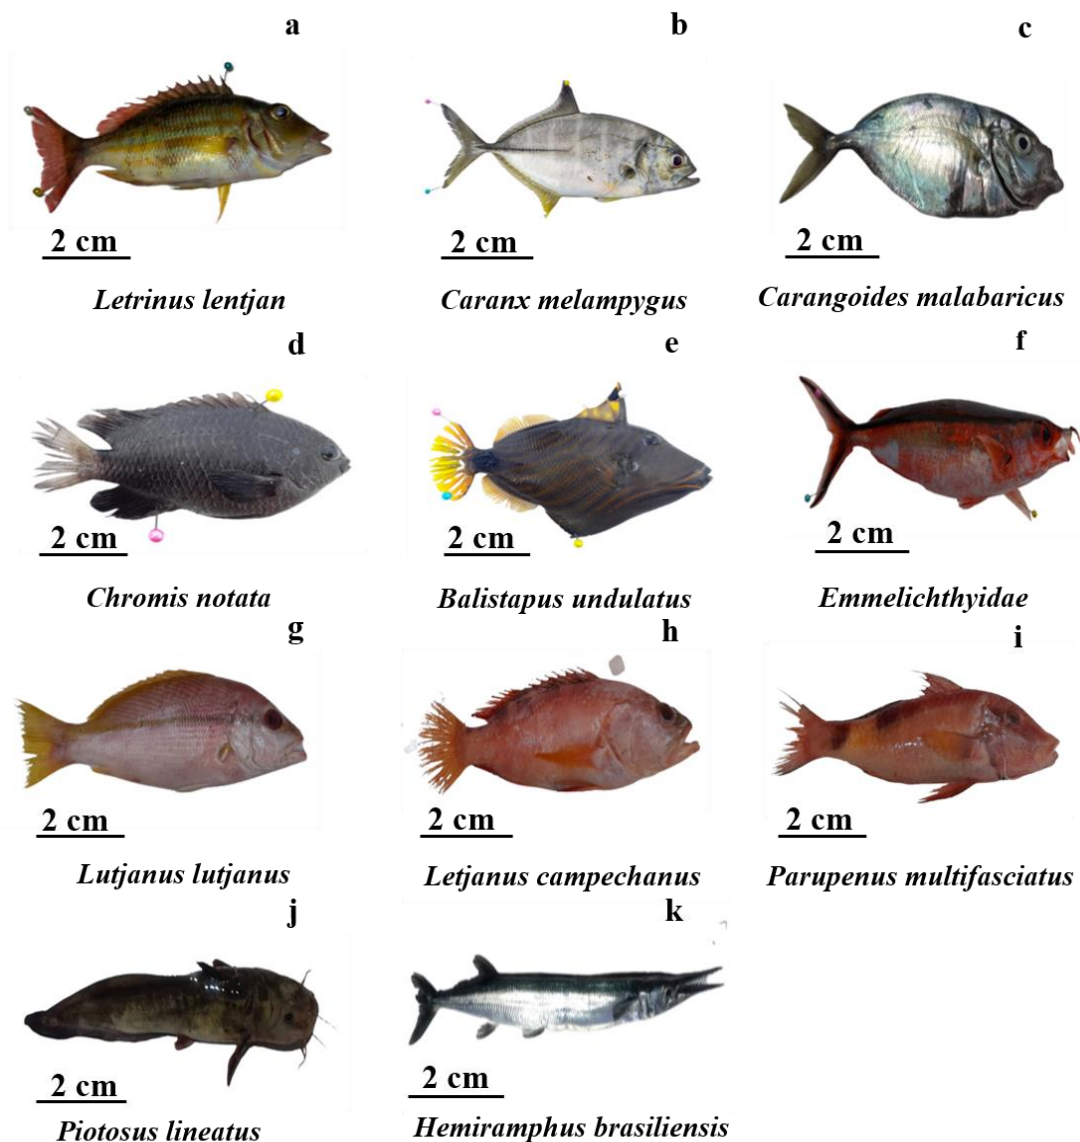 a
b
c
2 cm
2 cm
2 cm
Letrinus lentjan
Caranx melampygus
Carangoides malabaricus
d
e
f
2 cm
2 cm
2 cm
Chromis notata
Balistapus undulatus
Emmelichthyidae
g
h
i
2 cm
2 cm
2 cm
Lutjanus lutjanus
Letjanus campechanus
Parupenus multifasciatus
j
k
2 cm
2 cm
Piotosus lineatus
Hemiramphus brasiliensis